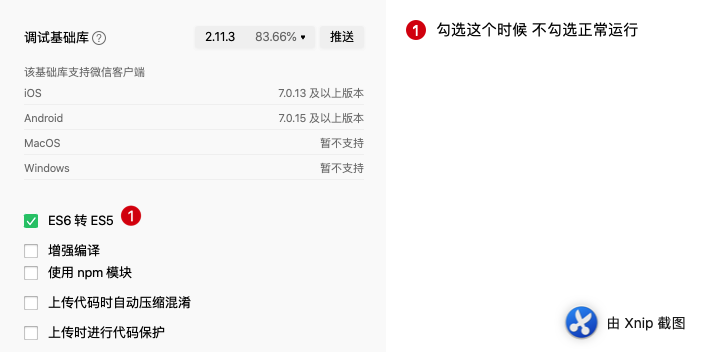 调试基础库 ?
2.11.3 83.66% 推送
该基础库支持微信客户端
iOS 7.0.13 及以上版本
Android 7.0.15 及以上版本
MacOS 暂不支持
Windows 暂不支持
ES6 转 ES5 1
增强编译
使用 npm 模块
上传代码时自动压缩混淆
上传时进行代码保护
1 勾选这个时候 不勾选正常运行
由 Xnip 截图